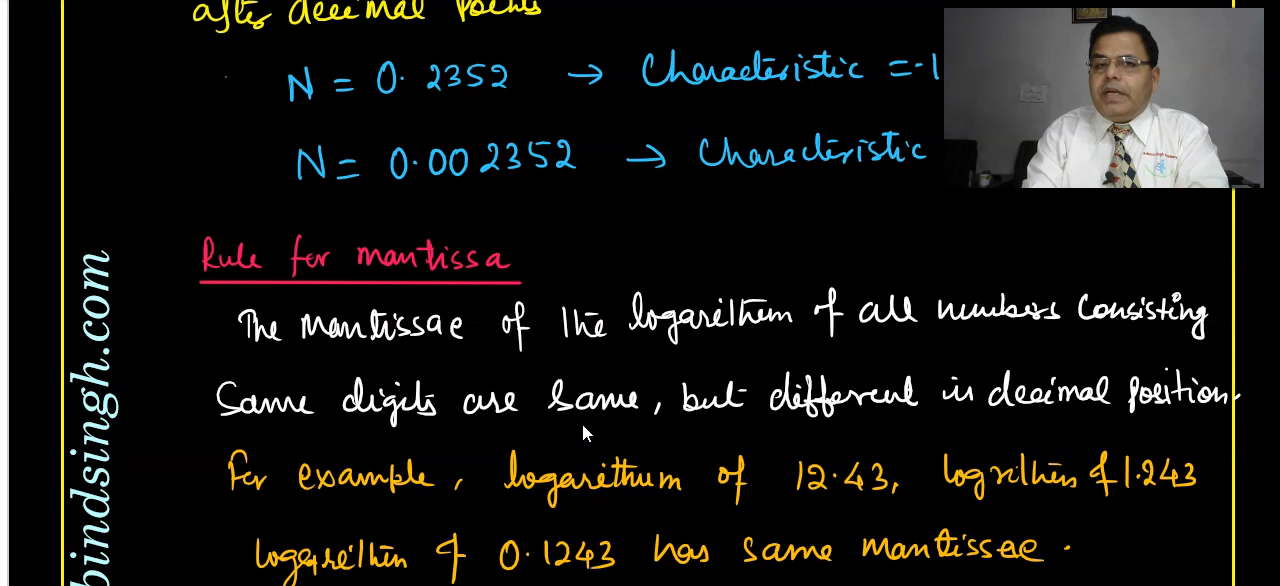 after decimal points
N = 0.2352 → Characteristic = -1
N = 0.002352 → Characteristic
Rule for mantissa
The mantissae of the logarithem of all numbers consisting
Same digits are same, but different in decimal position.
For example, logarithum of 12.43, logrithm of 1.243
logarithm of 0.1243 has same mantissae.
bindsingh.com